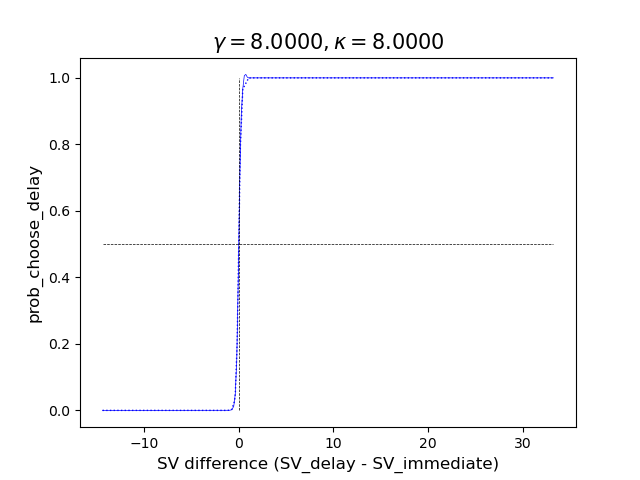 γ = 8.0000, κ = 8.0000
1.0
0.8
0.6
0.4
0.2
0.0
prob_choose_delay
−10 0 10 20 30
SV difference (SV_delay - SV_immediate)